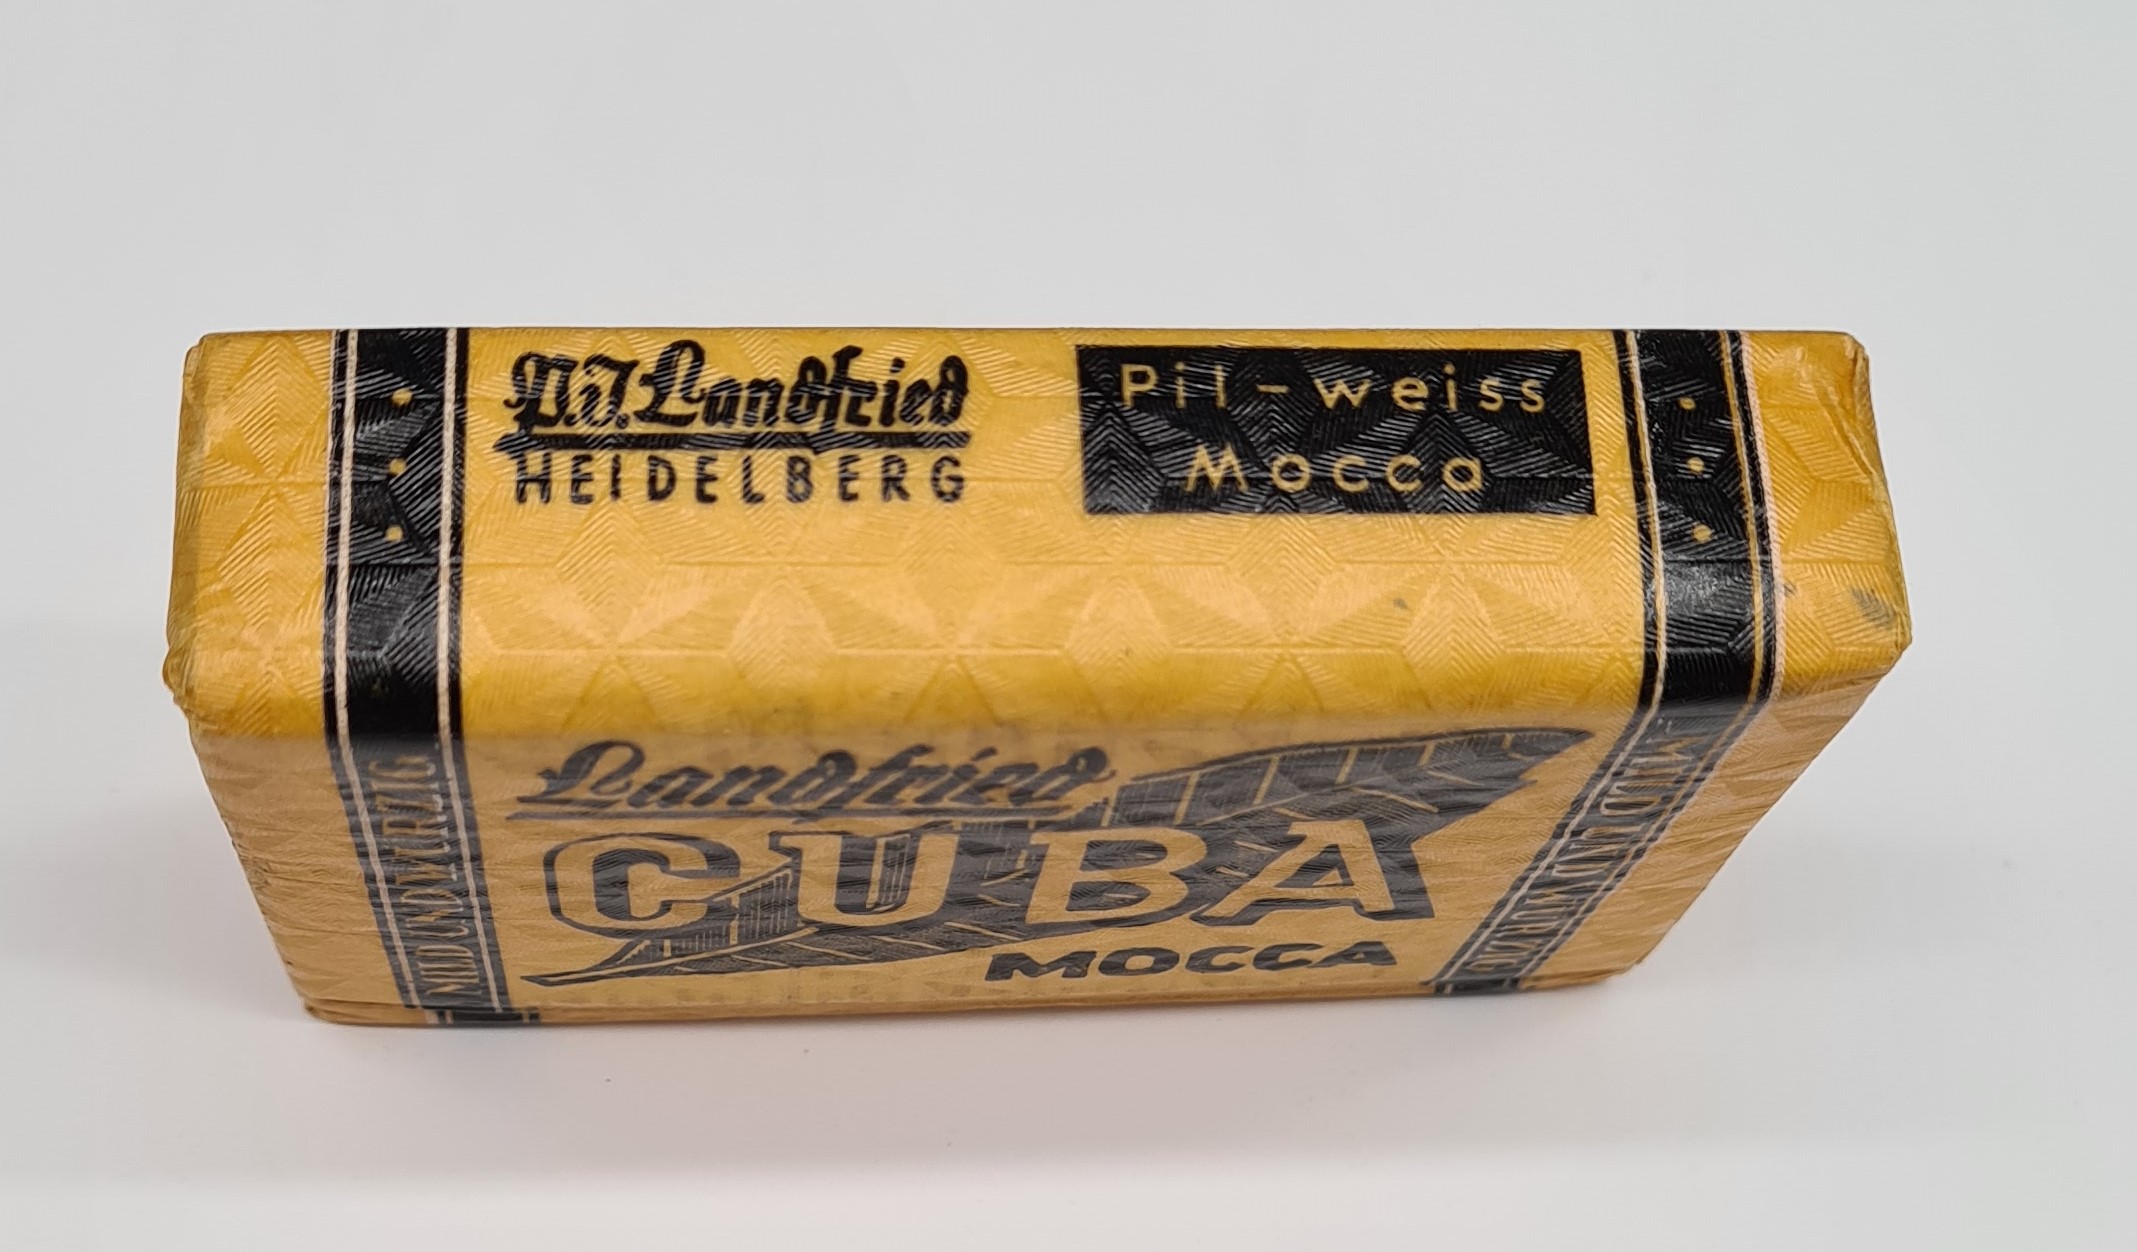 P.J. Landfried
HEIDELBERG
Pil-weiss
Mocca
Landfried
CUBA
MOCCA
MILD UND WÜRZIG
MILD UND WÜRZIG